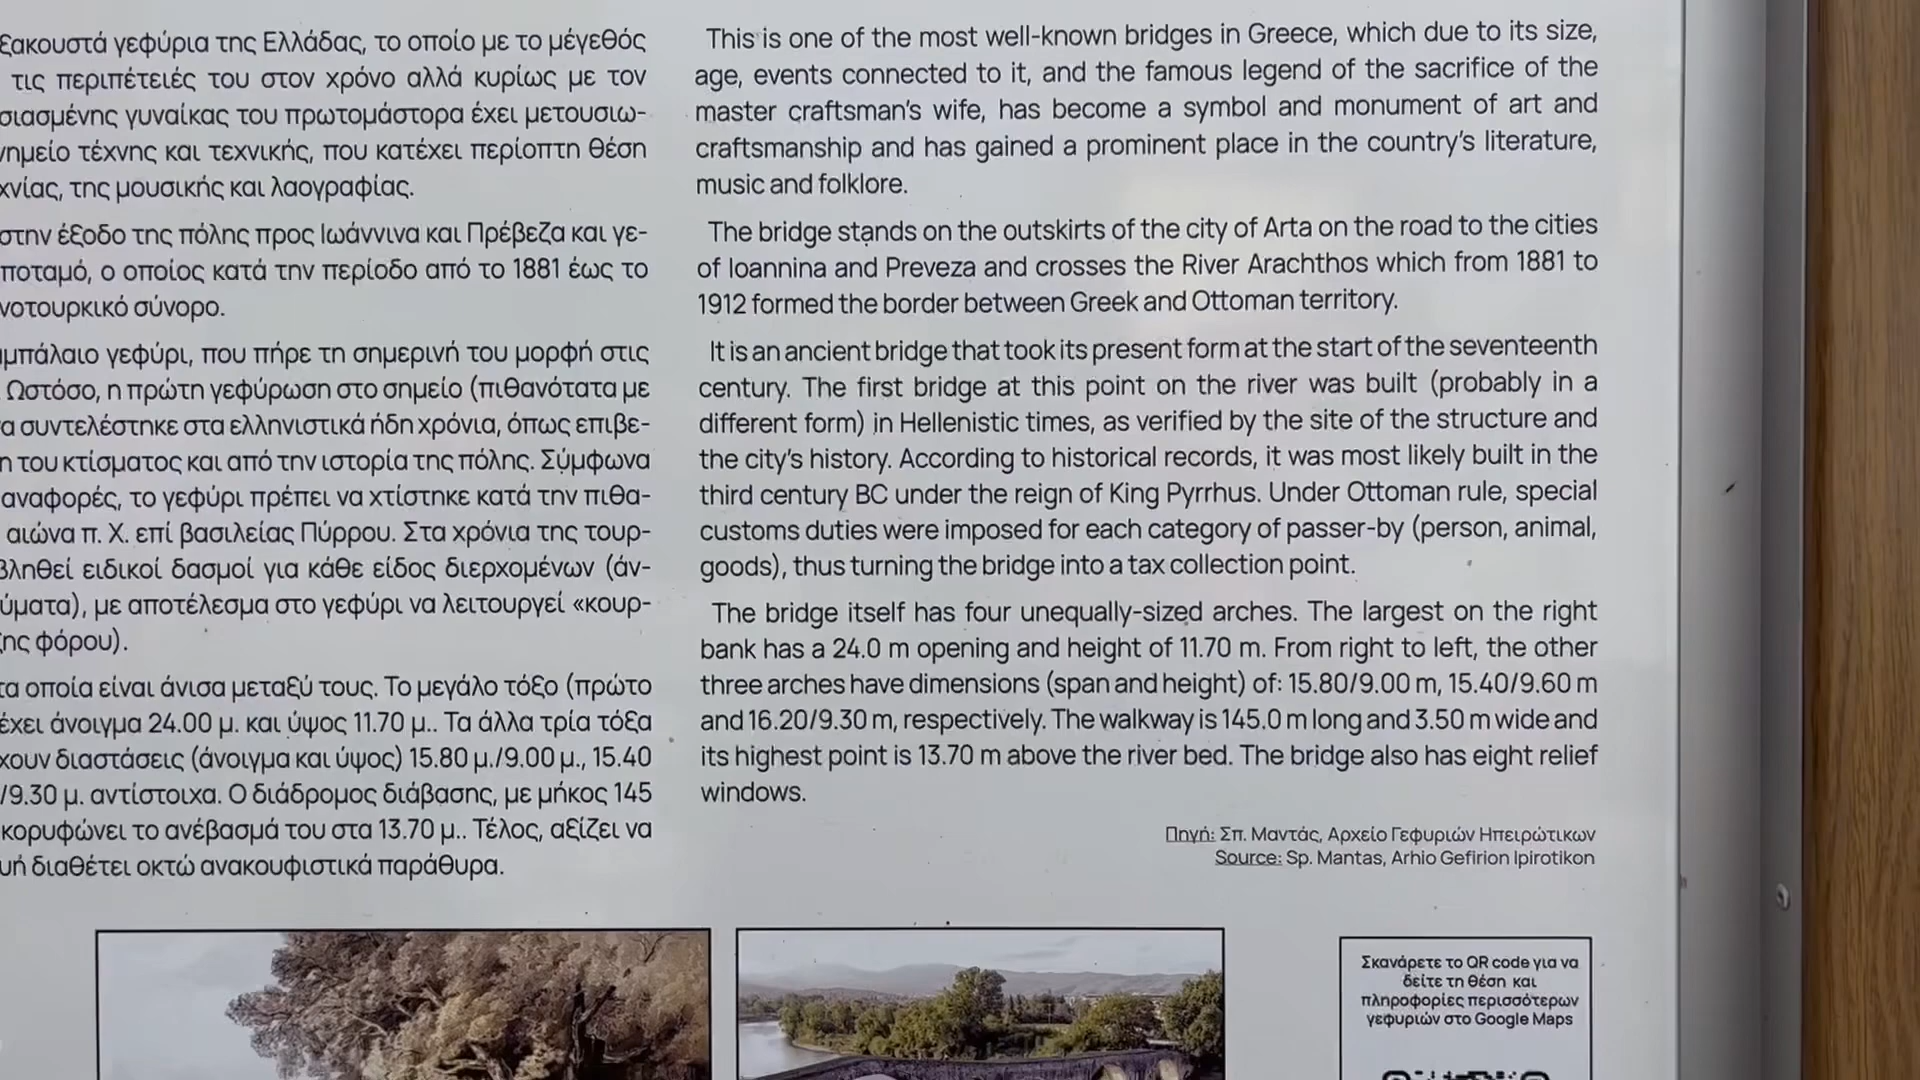 ξακουστά γεφύρια της Ελλάδας, το οποίο με το μέγεθός
τις περιπέτειές του στον χρόνο αλλά κυρίως με τον
σιασμένης γυναίκας του πρωτομάστορα έχει μετουσιω-
νημείο τέχνης και τεχνικής, που κατέχει περίοπτη θέση
χνίας, της μουσικής και λαογραφίας.
στην έξοδο της πόλης προς Ιωάννινα και Πρέβεζα και γε-
ποταμό, ο οποίος κατά την περίοδο από το 1881 έως το
νοτουρκικό σύνορο.
μπάλαιο γεφύρι, που πήρε τη σημερινή του μορφή στις
Ωστόσο, η πρώτη γεφύρωση στο σημείο (πιθανότατα με
α συντελέστηκε στα ελληνιστικά ήδη χρόνια, όπως επιβε-
η του κτίσματος και από την ιστορία της πόλης. Σύμφωνα
αναφορές, το γεφύρι πρέπει να χτίστηκε κατά την πιθα-
αιώνα π. Χ. επί βασιλείας Πύρρου. Στα χρόνια της τουρ-
βληθεί ειδικοί δασμοί για κάθε είδος διερχομένων (άν-
ύματα), με αποτέλεσμα στο γεφύρι να λειτουργεί «κουρ-
ξης φόρου).
τα οποία είναι άνισα μεταξύ τους. Το μεγάλο τόξο (πρώτο
έχει άνοιγμα 24.00 μ. και ύψος 11.70 μ.. Τα άλλα τρία τόξα
χουν διαστάσεις (άνοιγμα και ύψος) 15.80 μ./9.00 μ., 15.40
/9.30 μ. αντίστοιχα. Ο διάδρομος διάβασης, με μήκος 145
κορυφώνει το ανέβασμά του στα 13.70 μ.. Τέλος, αξίζει να
υή διαθέτει οκτώ ανακουφιστικά παράθυρα.
This is one of the most well-known bridges in Greece, which due to its size,
age, events connected to it, and the famous legend of the sacrifice of the
master craftsman's wife, has become a symbol and monument of art and
craftsmanship and has gained a prominent place in the country's literature,
music and folklore.
The bridge stands on the outskirts of the city of Arta on the road to the cities
of Ioannina and Preveza and crosses the River Arachthos which from 1881 to
1912 formed the border between Greek and Ottoman territory.
It is an ancient bridge that took its present form at the start of the seventeenth
century. The first bridge at this point on the river was built (probably in a
different form) in Hellenistic times, as verified by the site of the structure and
the city's history. According to historical records, it was most likely built in the
third century BC under the reign of King Pyrrhus. Under Ottoman rule, special
customs duties were imposed for each category of passer-by (person, animal,
goods), thus turning the bridge into a tax collection point.
The bridge itself has four unequally-sized arches. The largest on the right
bank has a 24.0 m opening and height of 11.70 m. From right to left, the other
three arches have dimensions (span and height) of: 15.80/9.00 m, 15.40/9.60 m
and 16.20/9.30 m, respectively. The walkway is 145.0 m long and 3.50 m wide and
its highest point is 13.70 m above the river bed. The bridge also has eight relief
windows.
Πηγή: Σπ. Μαντάς, Αρχείο Γεφυριών Ηπειρώτικων
Source: Sp. Mantas, Arhio Gefirion Ipirotikon
Σκανάρετε το QR code για να
δείτε τη θέση και
πληροφορίες περισσότερων
γεφυριών στο Google Maps